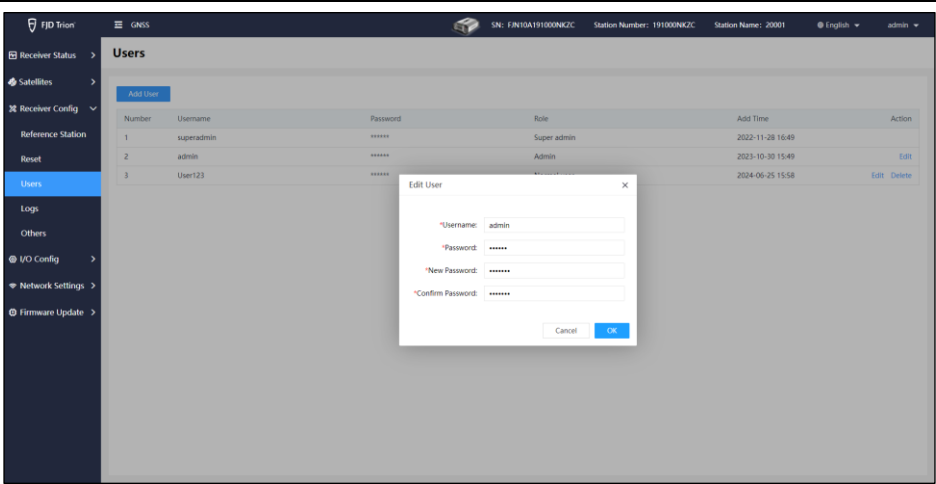 FJD Trion
GNSS
SN: FJN10A191000NKZC
Station Number: 191000NKZC
Station Name: 20001
English
admin
Receiver Status
Satellites
Receiver Config
Reference Station
Reset
Users
Logs
Others
I/O Config
Network Settings
Firmware Update
Users
Add User
Number Username Password Role Add Time Action
1 superadmin ****** Super admin 2022-11-28 16:49
2 admin ****** Admin 2023-10-30 15:49 Edit
3 User123 ****** 2024-06-25 15:58 Edit Delete
Edit User
*Username: admin
*Password: ••••••
*New Password: •••••••
*Confirm Password: •••••••
Cancel OK